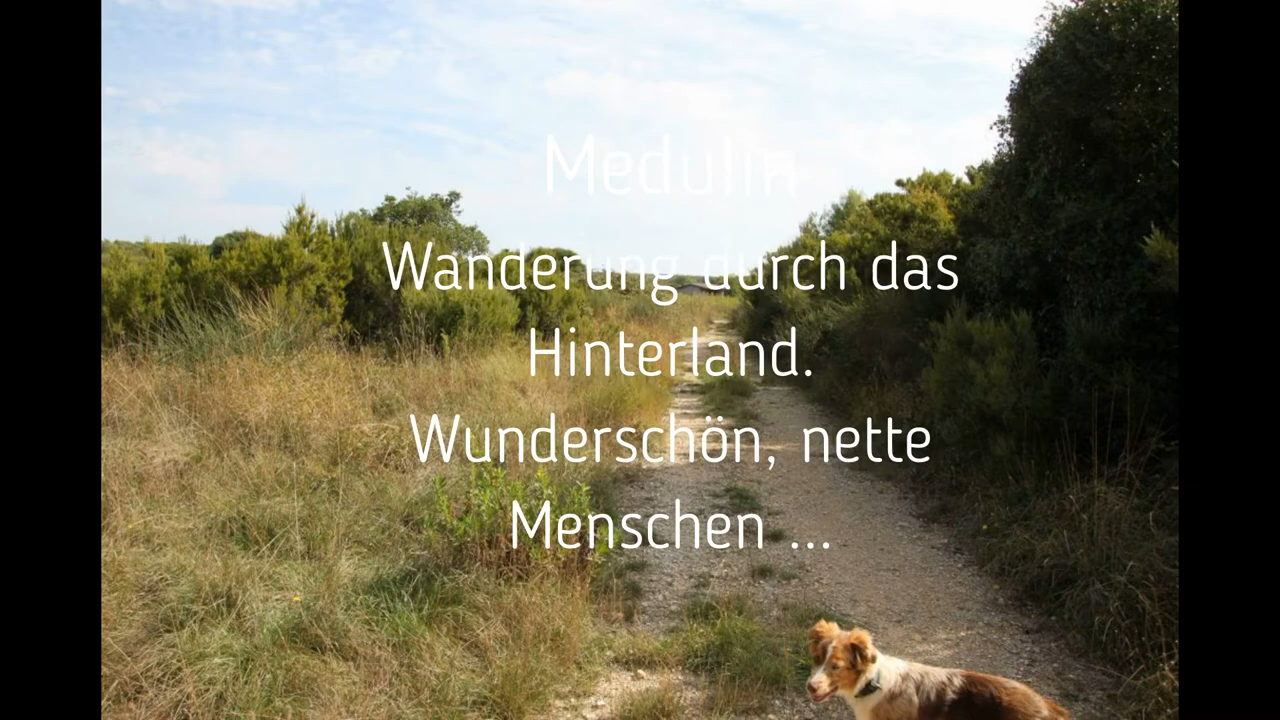 Medulin
Wanderung durch das
Hinterland.
Wunderschön, nette
Menschen ...